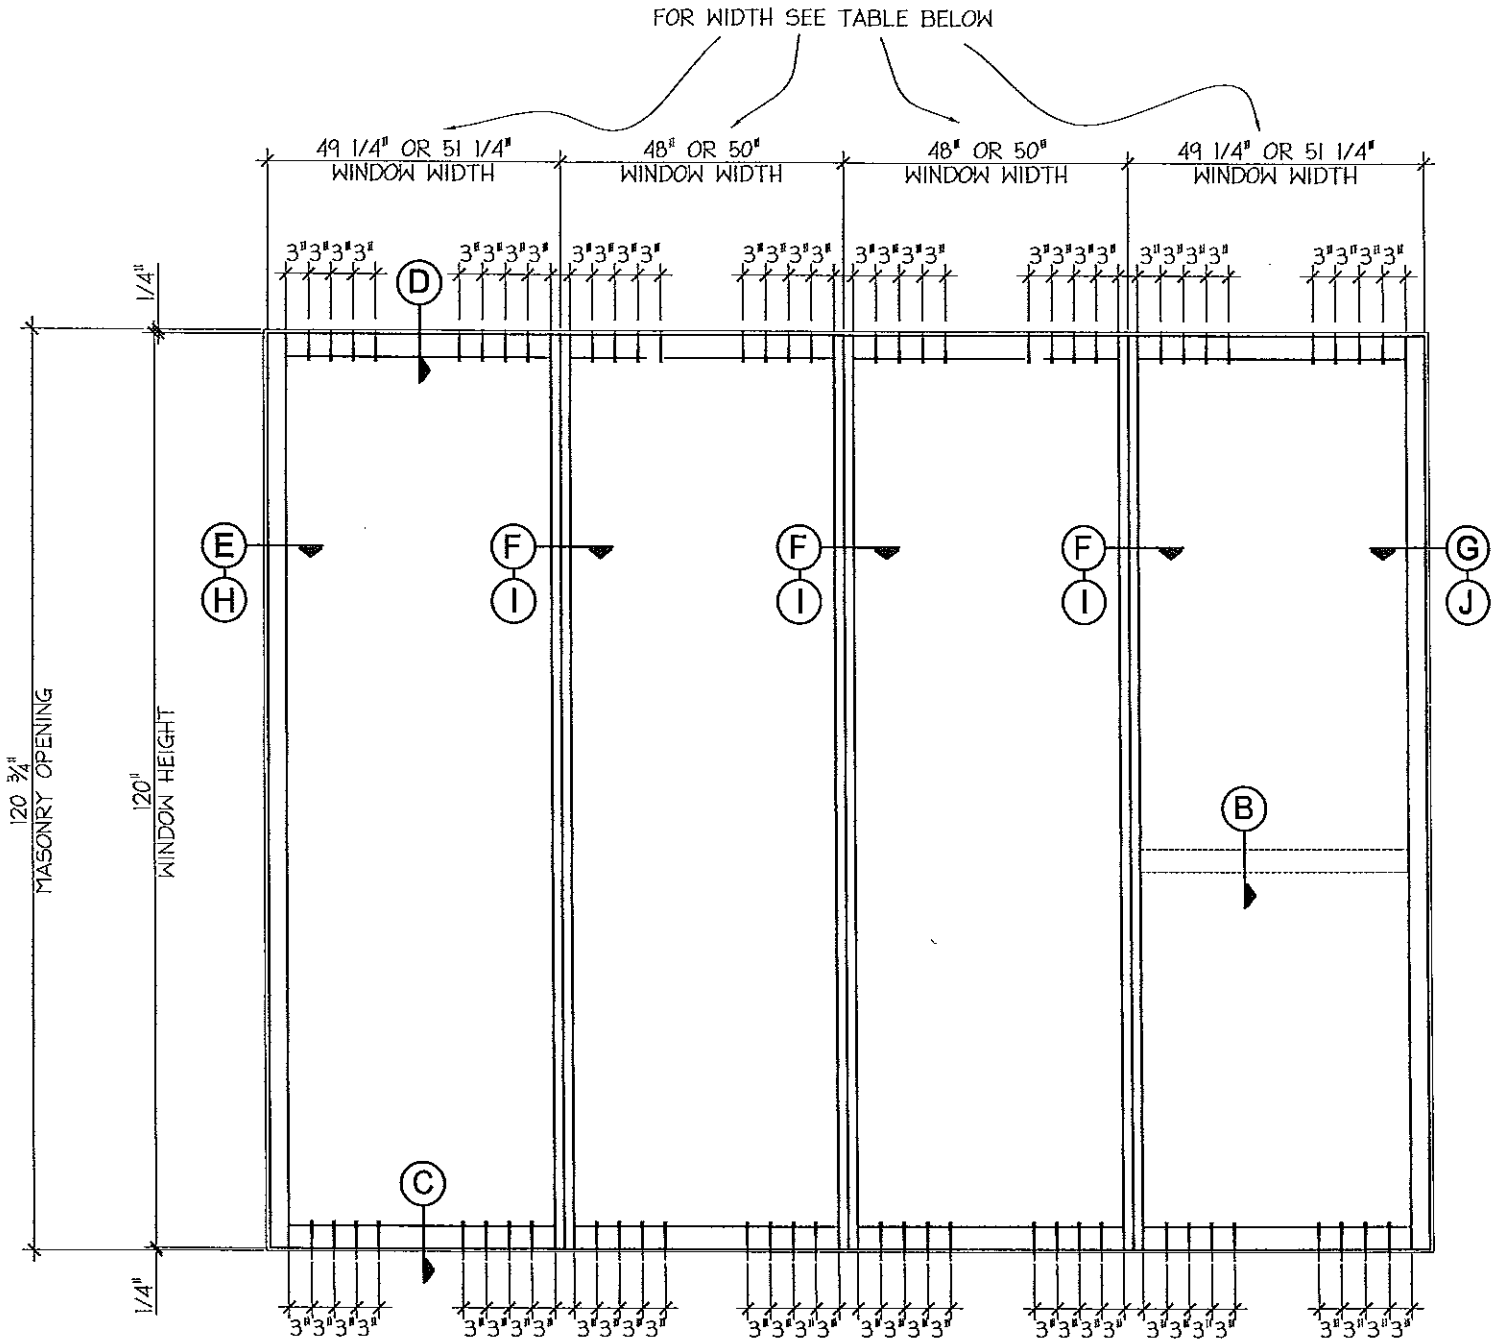 FOR WIDTH SEE TABLE BELOW
49 1/4" OR 51 1/4"
WINDOW WIDTH
48" OR 50"
WINDOW WIDTH
48" OR 50"
WINDOW WIDTH
49 1/4" OR 51 1/4"
WINDOW WIDTH
3"3"3"3"
3"3"3"3"
3"3"3"3"
3"3"3"3"
3"3"3"3"
3"3"3"3"
3"3"3"3"
3"3"3"3"
1/4"
D
E
H
F
I
F
I
F
I
G
J
120 3/4"
MASONRY OPENING
120"
WINDOW HEIGHT
B
C
1/4"
3"3"3"3"
3"3"3"3"
3"3"3"3"
3"3"3"3"
3"3"3"3"
3"3"3"3"
3"3"3"3"
3"3"3"3"